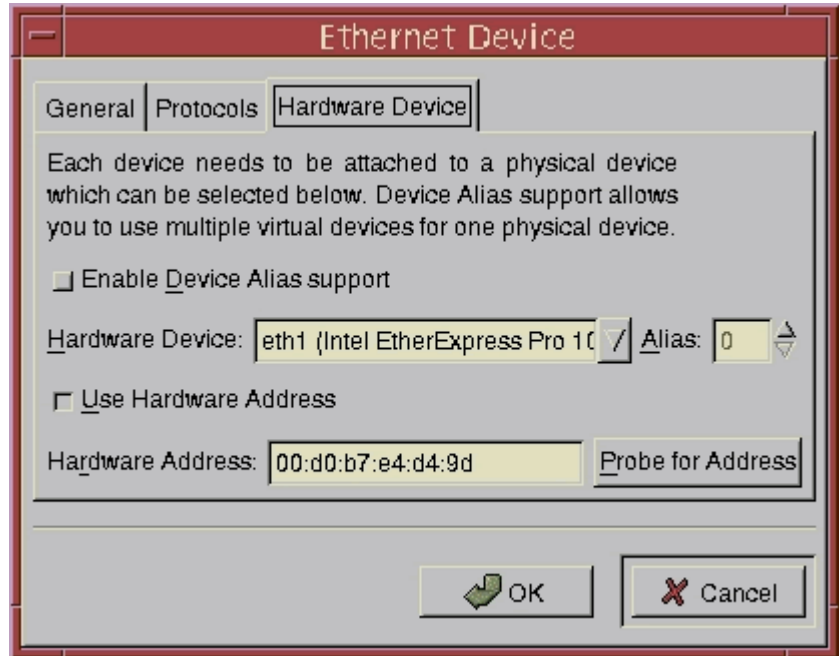 Ethernet Device
General Protocols Hardware Device
Each device needs to be attached to a physical device
which can be selected below. Device Alias support allows
you to use multiple virtual devices for one physical device.
Enable Device Alias support
Hardware Device: eth1 (Intel EtherExpress Pro 10 Alias: 0
Use Hardware Address
Hardware Address: 00:d0:b7:e4:d4:9d Probe for Address
OK Cancel